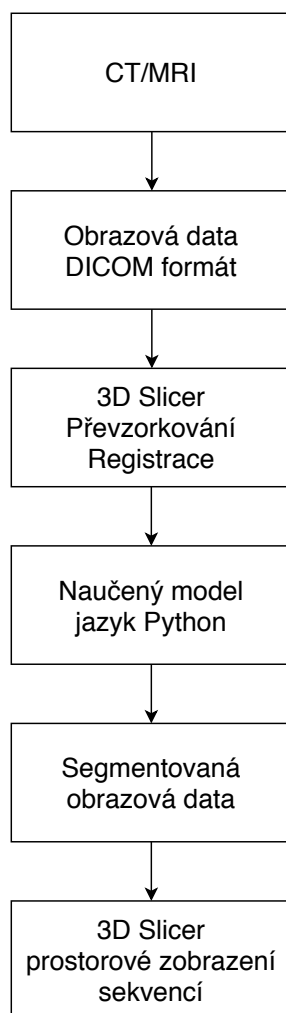 CT/MRI
Obrazová data
DICOM formát
3D Slicer
Převzorkování
Registrace
Naučený model
jazyk Python
Segmentovaná
obrazová data
3D Slicer
prostorové zobrazení
sekvencí